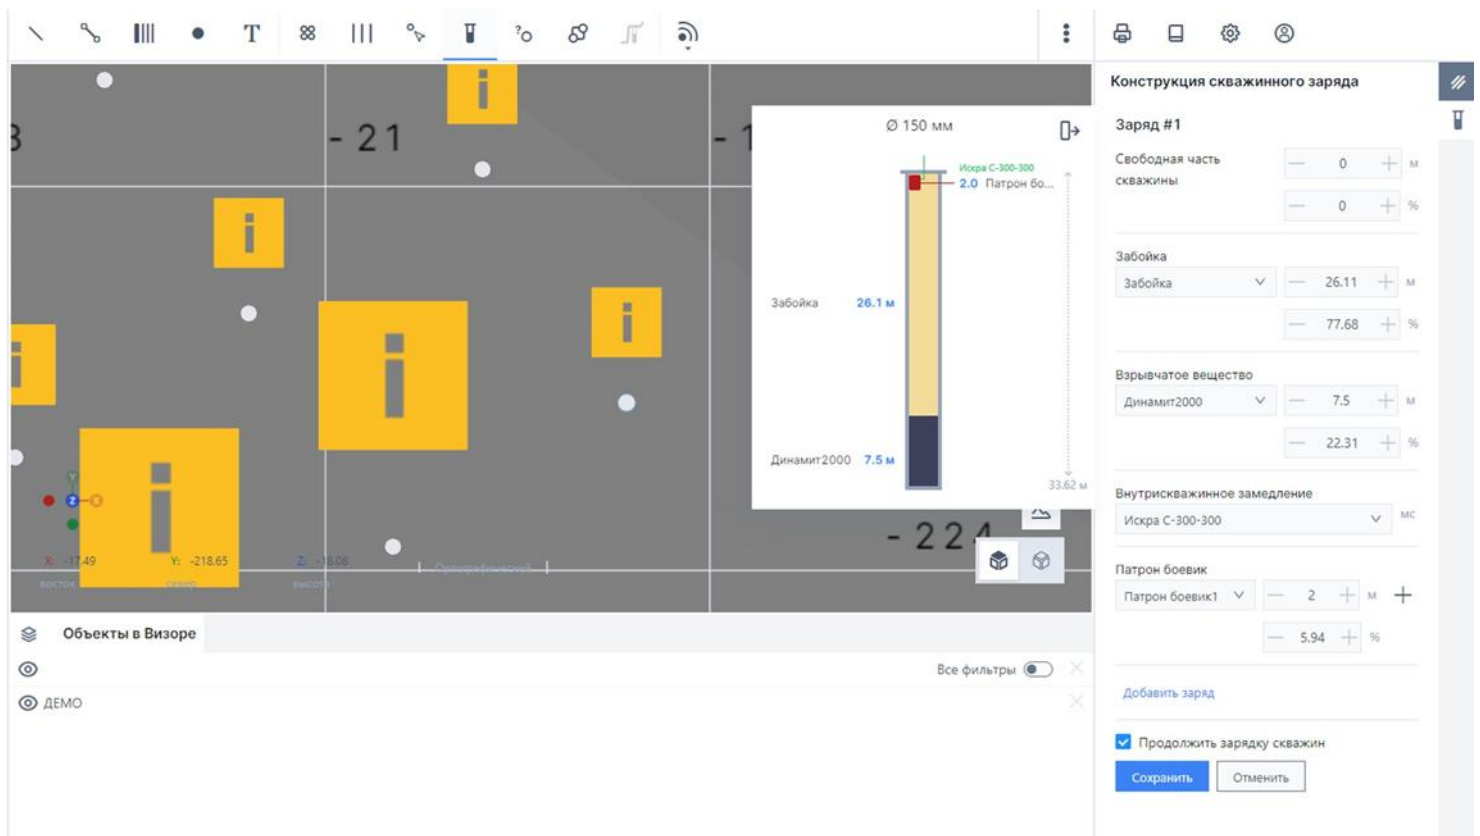 T
?
Конструкция скважинного заряда
Заряд #1
Свободная часть
скважины
0
м
0
%
Забойка
Забойка
26.11
м
77.68
%
Взрывчатое вещество
Динамит2000
7.5
м
22.31
%
Внутрискважинное замедление
Искра С-300-300
мс
Патрон боевик
Патрон боевик1
2
м
5.94
%
Добавить заряд
Продолжить зарядку скважин
Сохранить
Отменить
- 21
- 1
i
i
i
i
i
Ø 150 мм
Искра С-300-300
2.0 Патрон бо...
Забойка 26.1 м
Динамит2000 7.5 м
33.62 м
- 224
Y
Z
X
X: -17.49 Y: -218.65 Z: -18.08
восток север высота
Ортографический
Объекты в Визоре
Все фильтры
ДЕМО